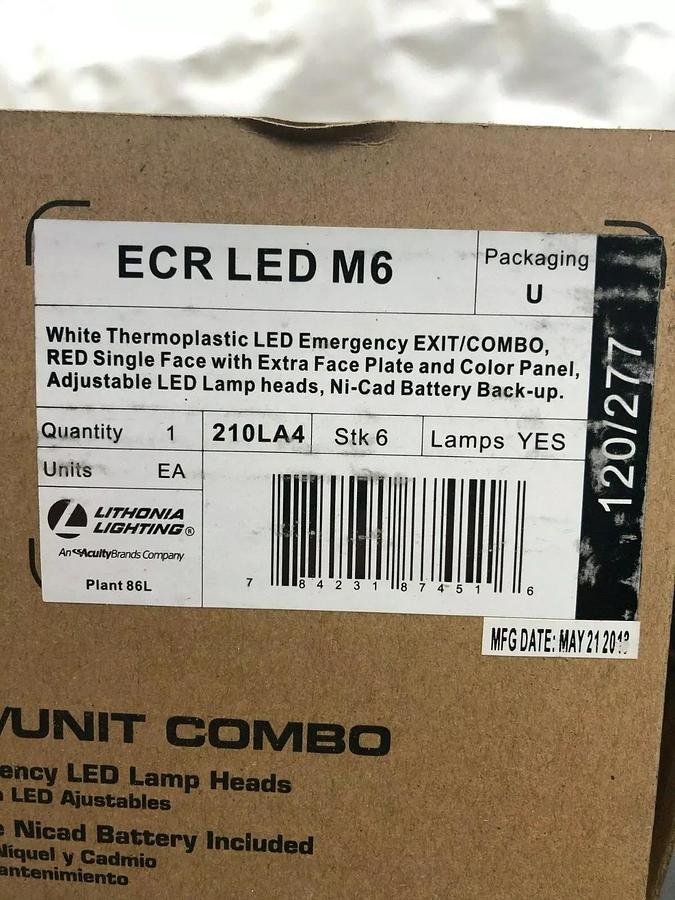 ECR LED M6
Packaging
U
White Thermoplastic LED Emergency EXIT/COMBO,
RED Single Face with Extra Face Plate and Color Panel,
Adjustable LED Lamp heads, Ni-Cad Battery Back-up.
120/277
Quantity 1
210LA4
Stk 6
Lamps YES
Units EA
LITHONIA
LIGHTING®
An AcuityBrands Company
Plant 86L
7 84231 87451 6
MFG DATE: MAY 21
/UNIT COMBO
ency LED Lamp Heads
LED Ajustables
e Nicad Battery Included
Níquel y Cadmio
antenimiento